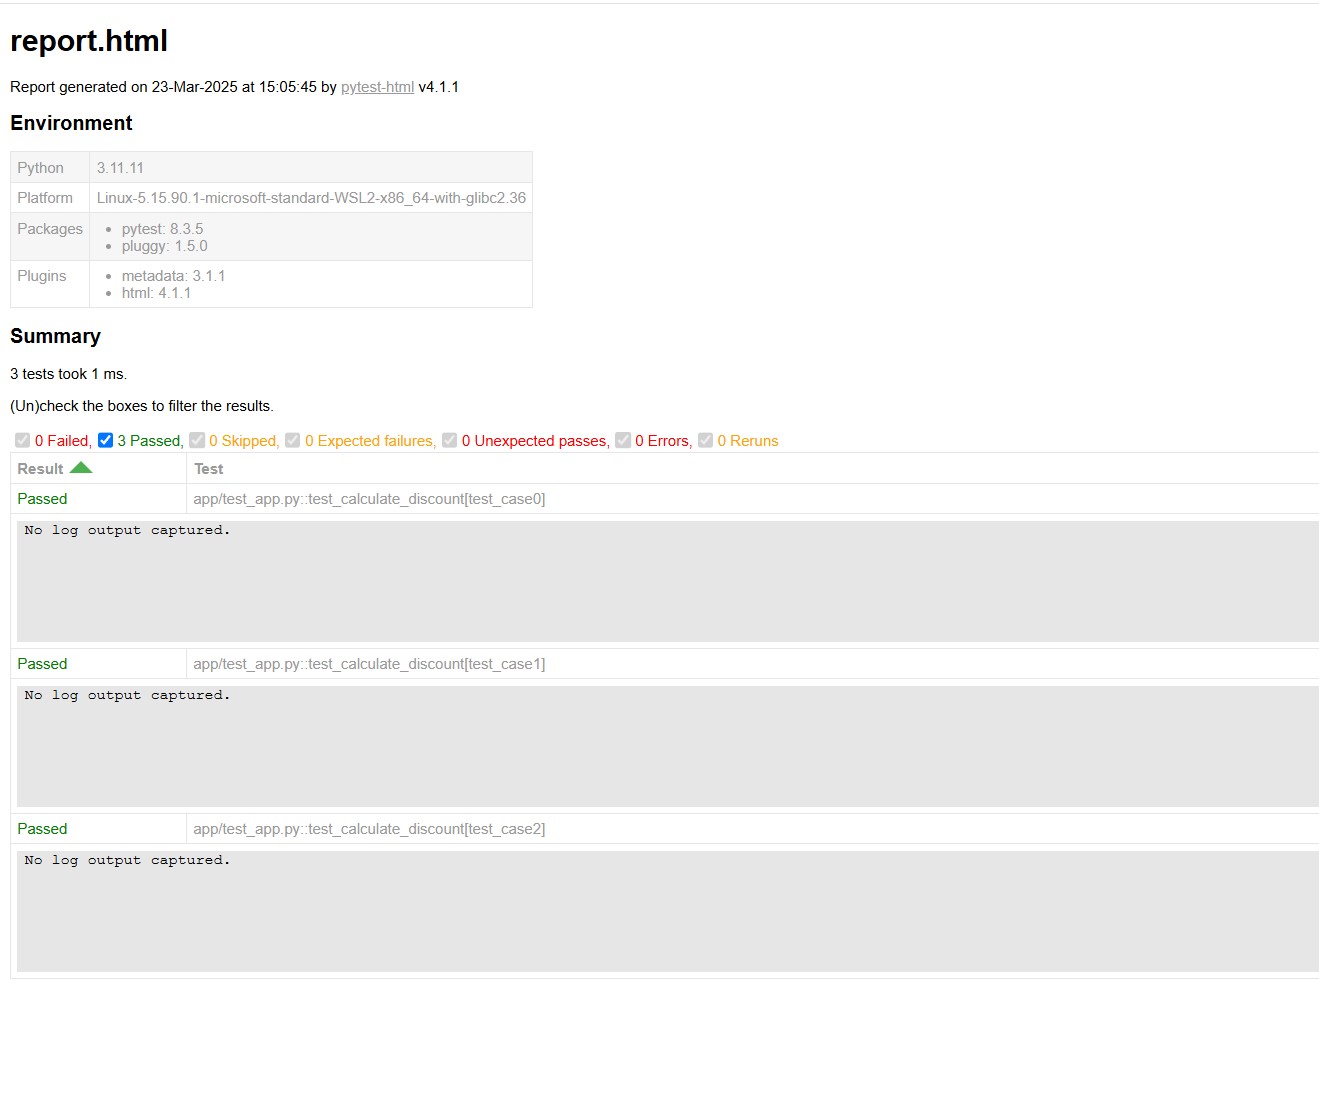 report.html
Report generated on 23-Mar-2025 at 15:05:45 by pytest-html v4.1.1
Environment
Python 3.11.11
Platform Linux-5.15.90.1-microsoft-standard-WSL2-x86_64-with-glibc2.36
Packages • pytest: 8.3.5
• pluggy: 1.5.0
Plugins • metadata: 3.1.1
• html: 4.1.1
Summary
3 tests took 1 ms.
(Un)check the boxes to filter the results.
0 Failed, 3 Passed, 0 Skipped, 0 Expected failures, 0 Unexpected passes, 0 Errors, 0 Reruns
Result Test
Passed app/test_app.py::test_calculate_discount[test_case0]
No log output captured.
Passed app/test_app.py::test_calculate_discount[test_case1]
No log output captured.
Passed app/test_app.py::test_calculate_discount[test_case2]
No log output captured.